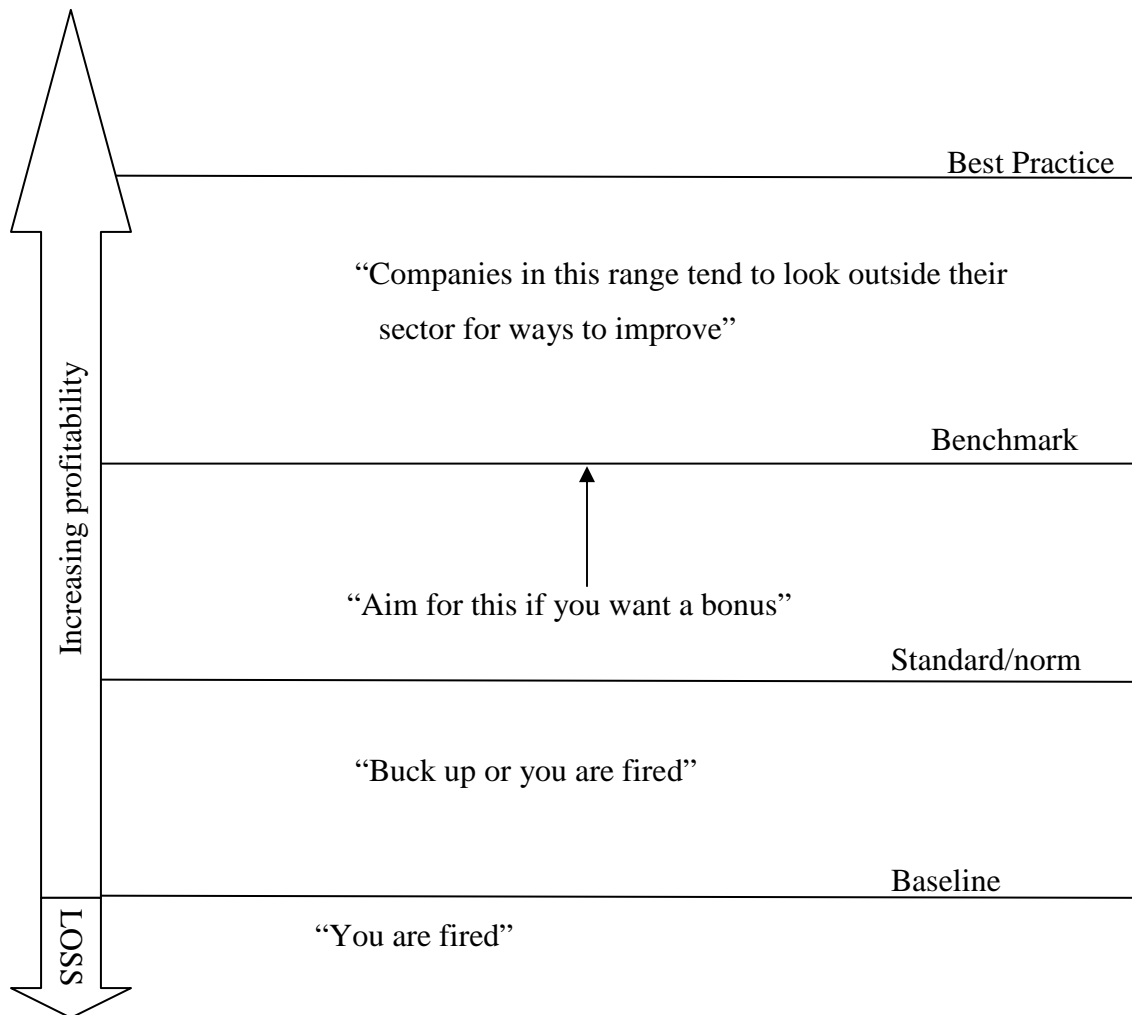 Best Practice
“Companies in this range tend to look outside their
sector for ways to improve”
Increasing profitability
Benchmark
“Aim for this if you want a bonus”
Standard/norm
“Buck up or you are fired”
Baseline
LOSS
“You are fired”